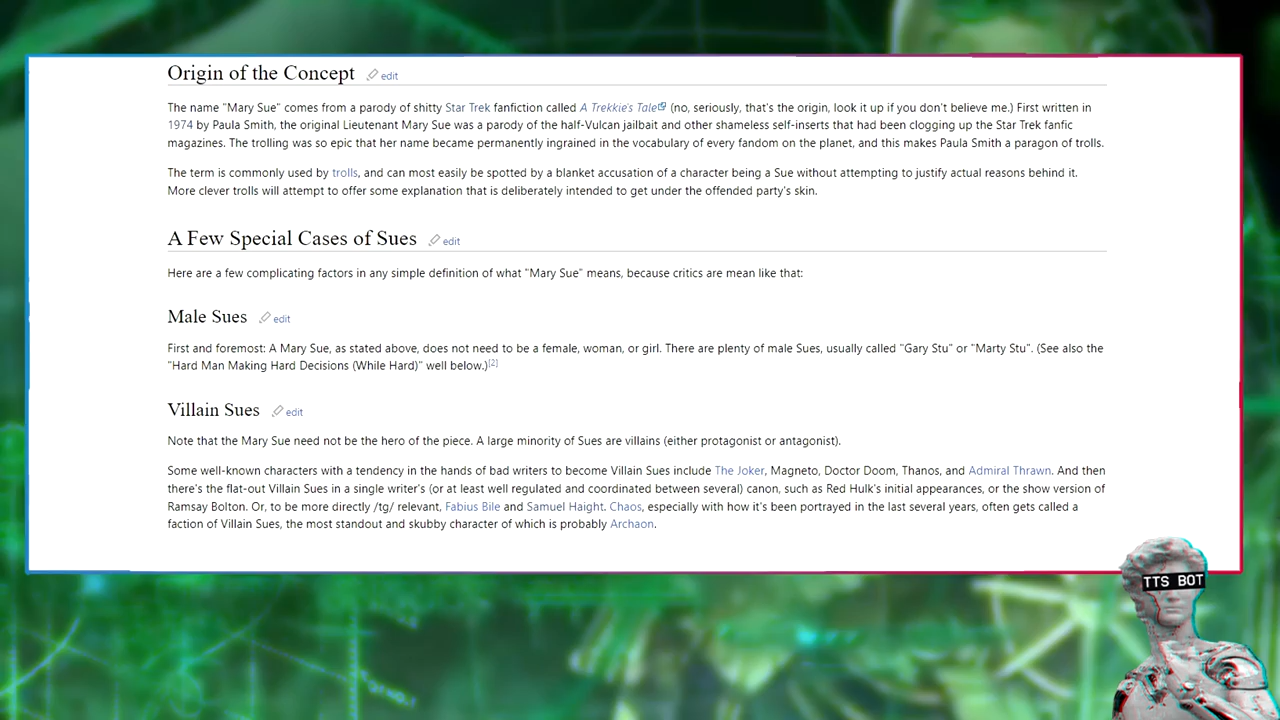 Origin of the Concept edit
The name "Mary Sue" comes from a parody of shitty Star Trek fanfiction called A Trekkie's Tale (no, seriously, that's the origin, look it up if you don't believe me.) First written in
1974 by Paula Smith, the original Lieutenant Mary Sue was a parody of the half-Vulcan jailbait and other shameless self-inserts that had been clogging up the Star Trek fanfic
magazines. The trolling was so epic that her name became permanently ingrained in the vocabulary of every fandom on the planet, and this makes Paula Smith a paragon of trolls.
The term is commonly used by trolls, and can most easily be spotted by a blanket accusation of a character being a Sue without attempting to justify actual reasons behind it.
More clever trolls will attempt to offer some explanation that is deliberately intended to get under the offended party's skin.
A Few Special Cases of Sues edit
Here are a few complicating factors in any simple definition of what "Mary Sue" means, because critics are mean like that:
Male Sues edit
First and foremost: A Mary Sue, as stated above, does not need to be a female, woman, or girl. There are plenty of male Sues, usually called "Gary Stu" or "Marty Stu". (See also the
"Hard Man Making Hard Decisions (While Hard)" well below.)[2]
Villain Sues edit
Note that the Mary Sue need not be the hero of the piece. A large minority of Sues are villains (either protagonist or antagonist).
Some well-known characters with a tendency in the hands of bad writers to become Villain Sues include The Joker, Magneto, Doctor Doom, Thanos, and Admiral Thrawn. And then
there's the flat-out Villain Sues in a single writer's (or at least well regulated and coordinated between several) canon, such as Red Hulk's initial appearances, or the show version of
Ramsay Bolton. Or, to be more directly /tg/ relevant, Fabius Bile and Samuel Haight. Chaos, especially with how it's been portrayed in the last several years, often gets called a
faction of Villain Sues, the most standout and skubby character of which is probably Archaon.
TTS BOT